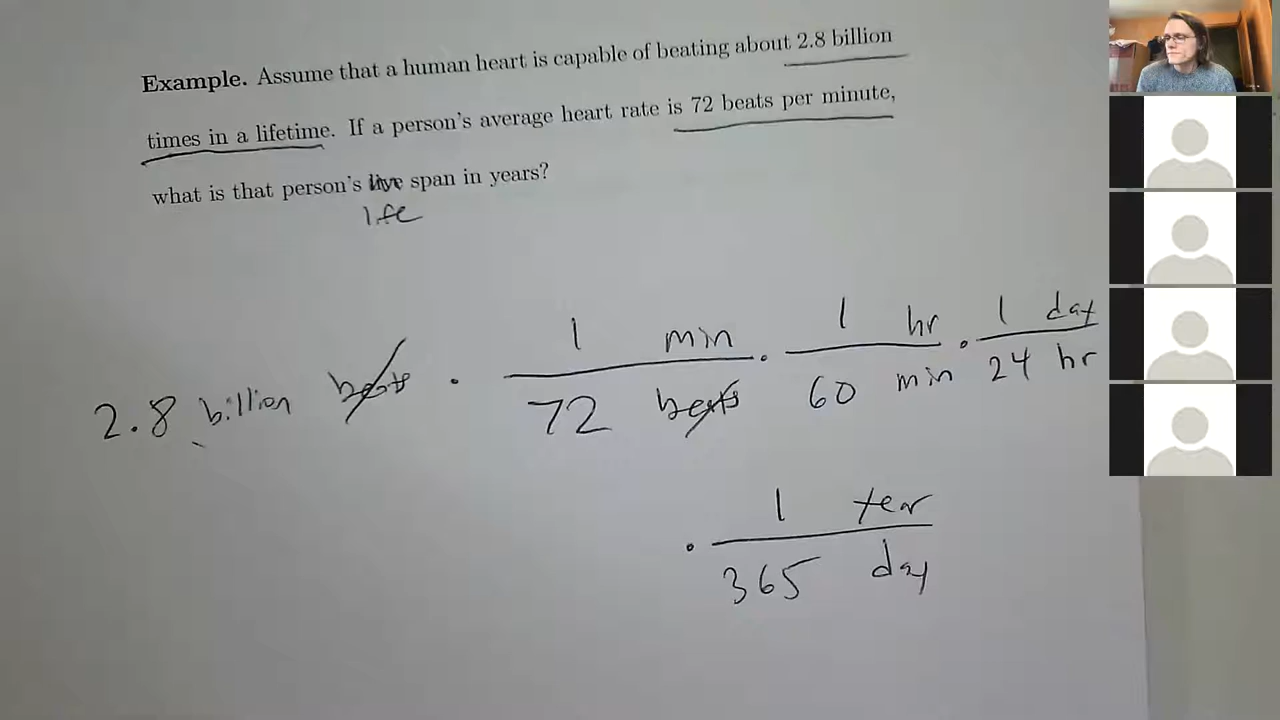 Example. Assume that a human heart is capable of beating about 2.8 billion
times in a lifetime. If a person's average heart rate is 72 beats per minute,
what is that person's live span in years?
life
2.8 billion beats · 1 min / 72 beats · 1 hr / 60 min · 1 day / 24 hr
· 1 year / 365 day